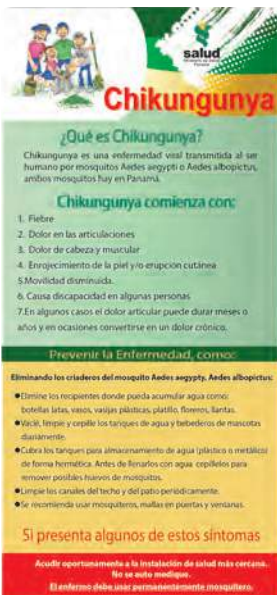 salud
Chikungunya
¿Qué es Chikungunya?
Chikungunya es una enfermedad viral transmitida al ser
humano por mosquitos Aedes aegypti o Aedes albopictus,
ambos mosquitos hay en Panamá.
Chikungunya comienza con:
1. Fiebre
2. Dolor en las articulaciones
3. Dolor de cabeza y muscular
4. Enrojecimiento de la piel y/o erupción cutánea
5.Movilidad disminuida.
6. Causa discapacidad en algunas personas
7.En algunos casos el dolor articular puede durar meses o
años y en ocasiones convertirse en un dolor crónico.
Prevenir la Enfermedad, como:
Eliminando los criaderos del mosquito Aedes aegypty, Aedes albopictus:
●Elimine los recipientes donde pueda acumular agua como:
botellas latas, vasos, vasijas plásticas, platillo, floreros, llantas.
●Vacíe, limpie y cepille los tanques de agua y bebederos de mascotas
diariamente.
●Cubra los tanques para almacenamiento de agua (plástico o metálico)
de forma hermética. Antes de llenarlos con agua cepíllelos para
remover posibles huevos de mosquitos.
●Limpie los canales del techo y del patio periódicamente.
●Se recomienda usar mosquiteros, mallas en puertas y ventanas.
Si presenta algunos de estos síntomas
Acudir oportunamente a la instalación de salud más cercana.
No se auto medique.
El enfermo debe usar permanentemente mosquitero.